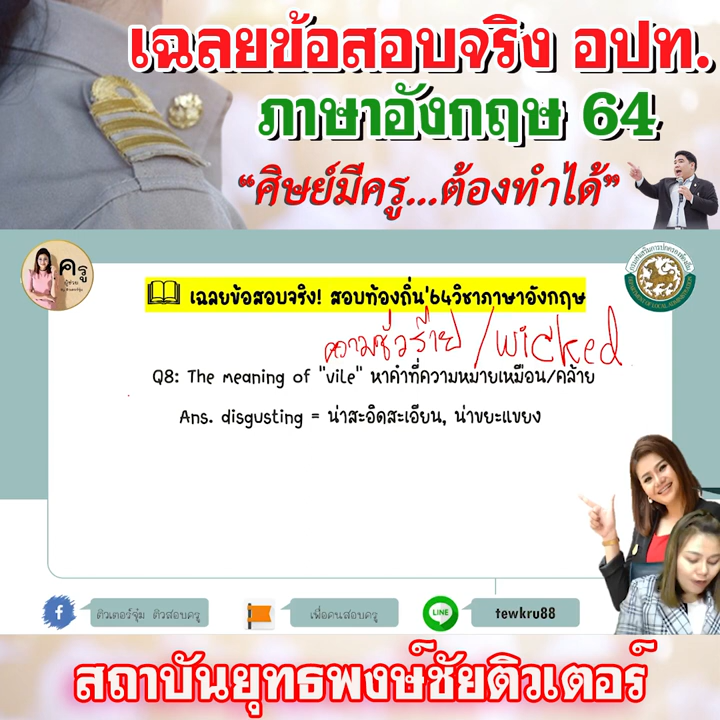 เฉลยข้อสอบจริง อปท.
ภาษาอังกฤษ 64
“ศิษย์มีครู...ต้องทำได้”
ครู
ผู้ช่วย
เฉลยข้อสอบจริง! สอบท้องถิ่น'64วิชาภาษาอังกฤษ
ความชั่วร้าย / wicked
Q8: The meaning of "vile" หาคำที่ความหมายเหมือน/คล้าย
Ans. disgusting = น่าสะอิดสะเอียน, น่าขยะแขยง
ติวเตอร์จุ๋ม ติวสอบครู
เพื่อคนสอบครู
LINE
tewkru88
สถาบันยุทธพงษ์ชัยติวเตอร์